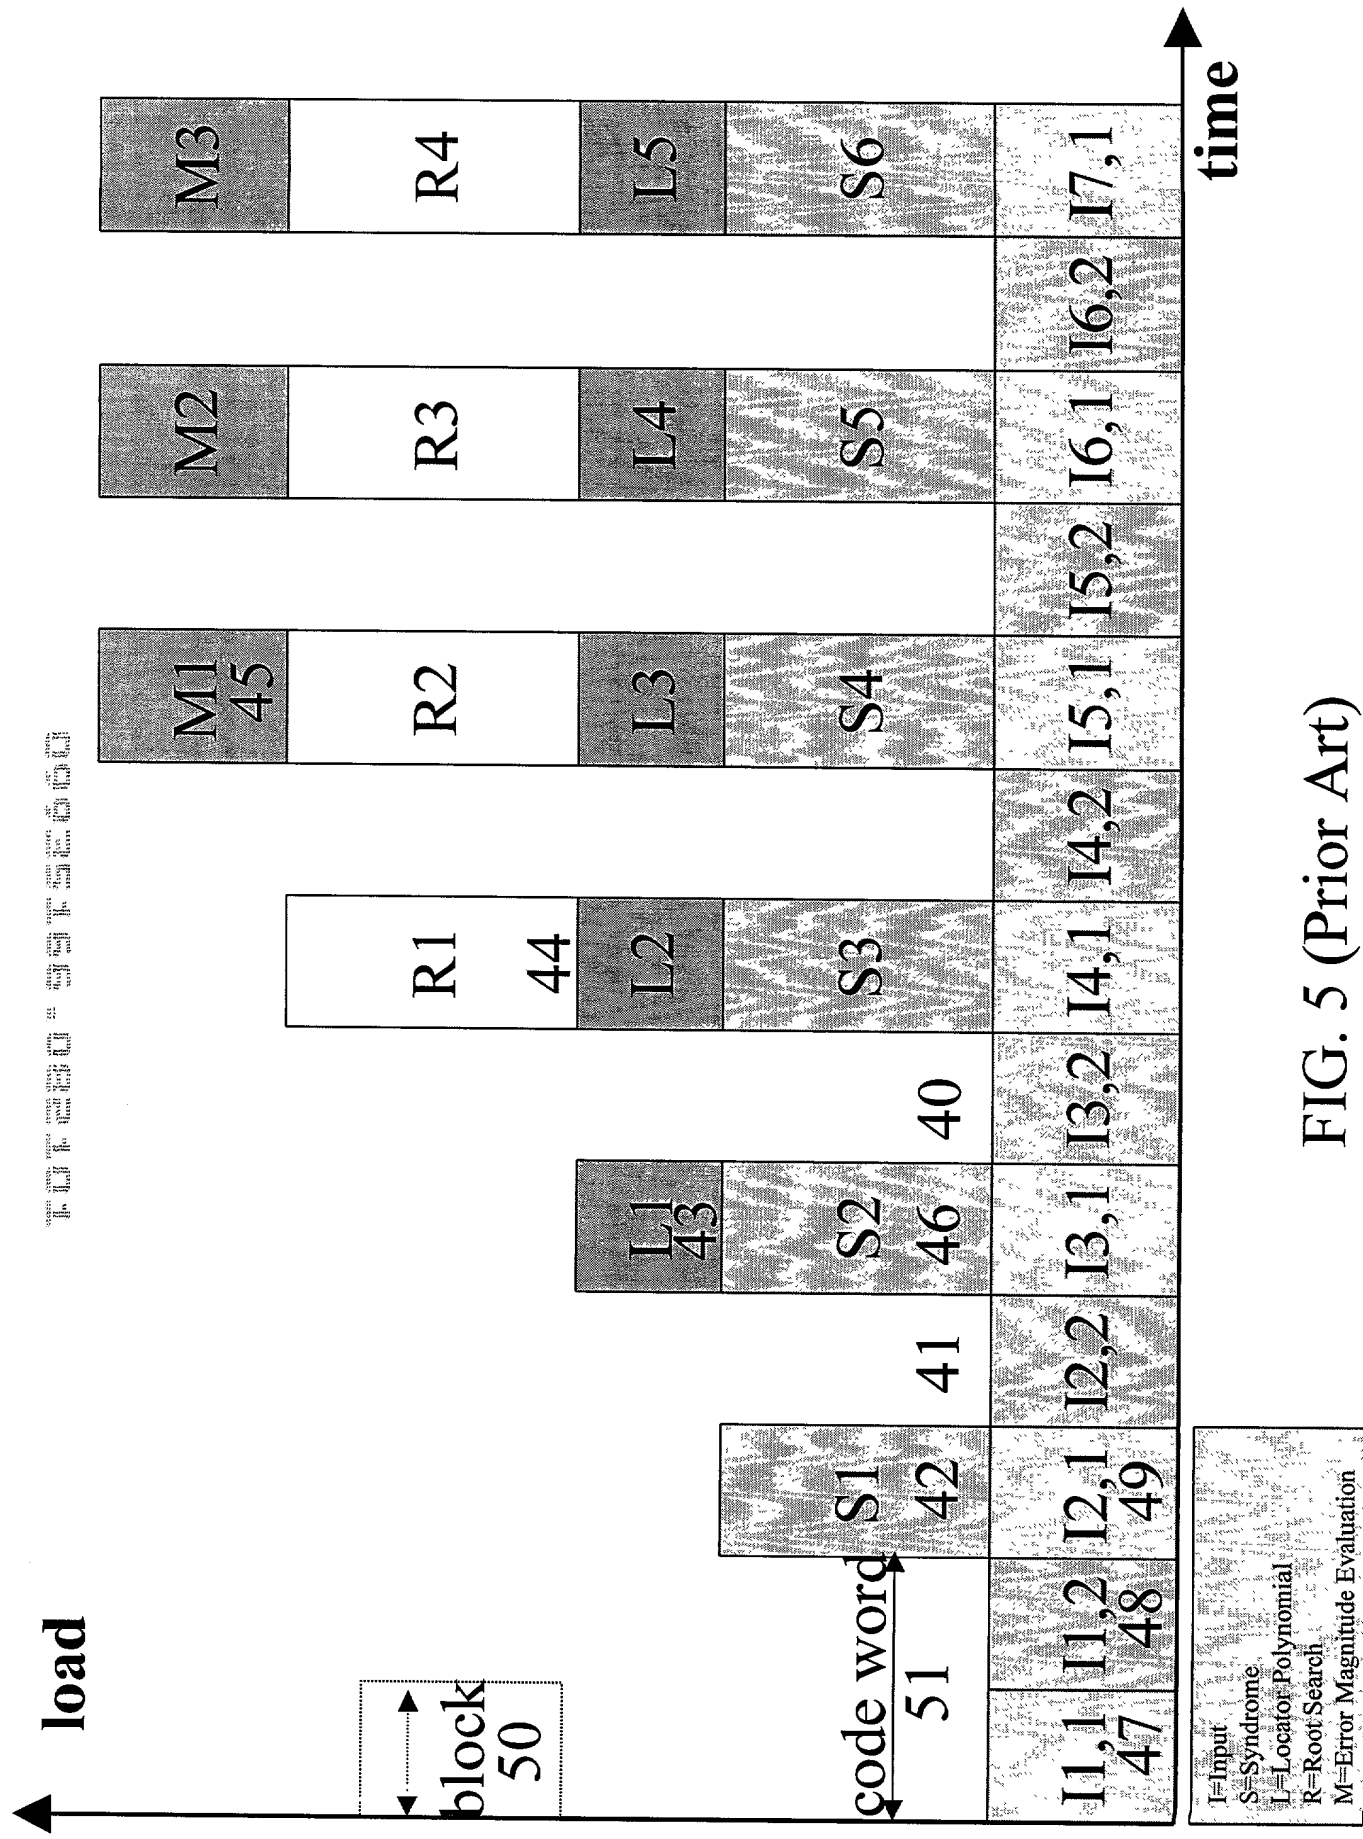 load
block
50
code word
51
M1
45
M2
M3
R1
44
R2
R3
R4
L1
43
L2
L3
L4
L5
S1
42
S2
46
S3
S4
S5
S6
41
40
I1,1
47
I1,2
48
I2,1
49
I2,2
I3,1
I3,2
I4,1
I4,2
I5,1
I5,2
I6,1
I6,2
I7,1
time
I=Input
S=Syndrome
L=Locator Polynomial
R=Root Search
M=Error Magnitude Evaluation
FIG. 5 (Prior Art)